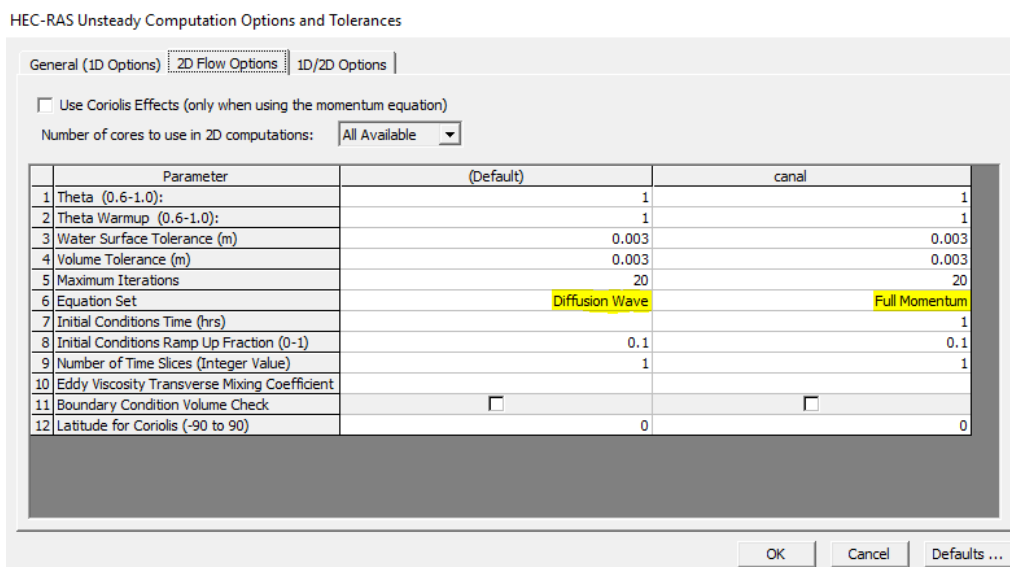 HEC-RAS Unsteady Computation Options and Tolerances
General (1D Options) 2D Flow Options 1D/2D Options
Use Coriolis Effects (only when using the momentum equation)
Number of cores to use in 2D computations: All Available
Parameter (Default) canal
1 Theta (0.6-1.0): 1 1
2 Theta Warmup (0.6-1.0): 1 1
3 Water Surface Tolerance (m) 0.003 0.003
4 Volume Tolerance (m) 0.003 0.003
5 Maximum Iterations 20 20
6 Equation Set Diffusion Wave Full Momentum
7 Initial Conditions Time (hrs) 1
8 Initial Conditions Ramp Up Fraction (0-1) 0.1 0.1
9 Number of Time Slices (Integer Value) 1 1
10 Eddy Viscosity Transverse Mixing Coefficient
11 Boundary Condition Volume Check
12 Latitude for Coriolis (-90 to 90) 0 0
OK Cancel Defaults ...